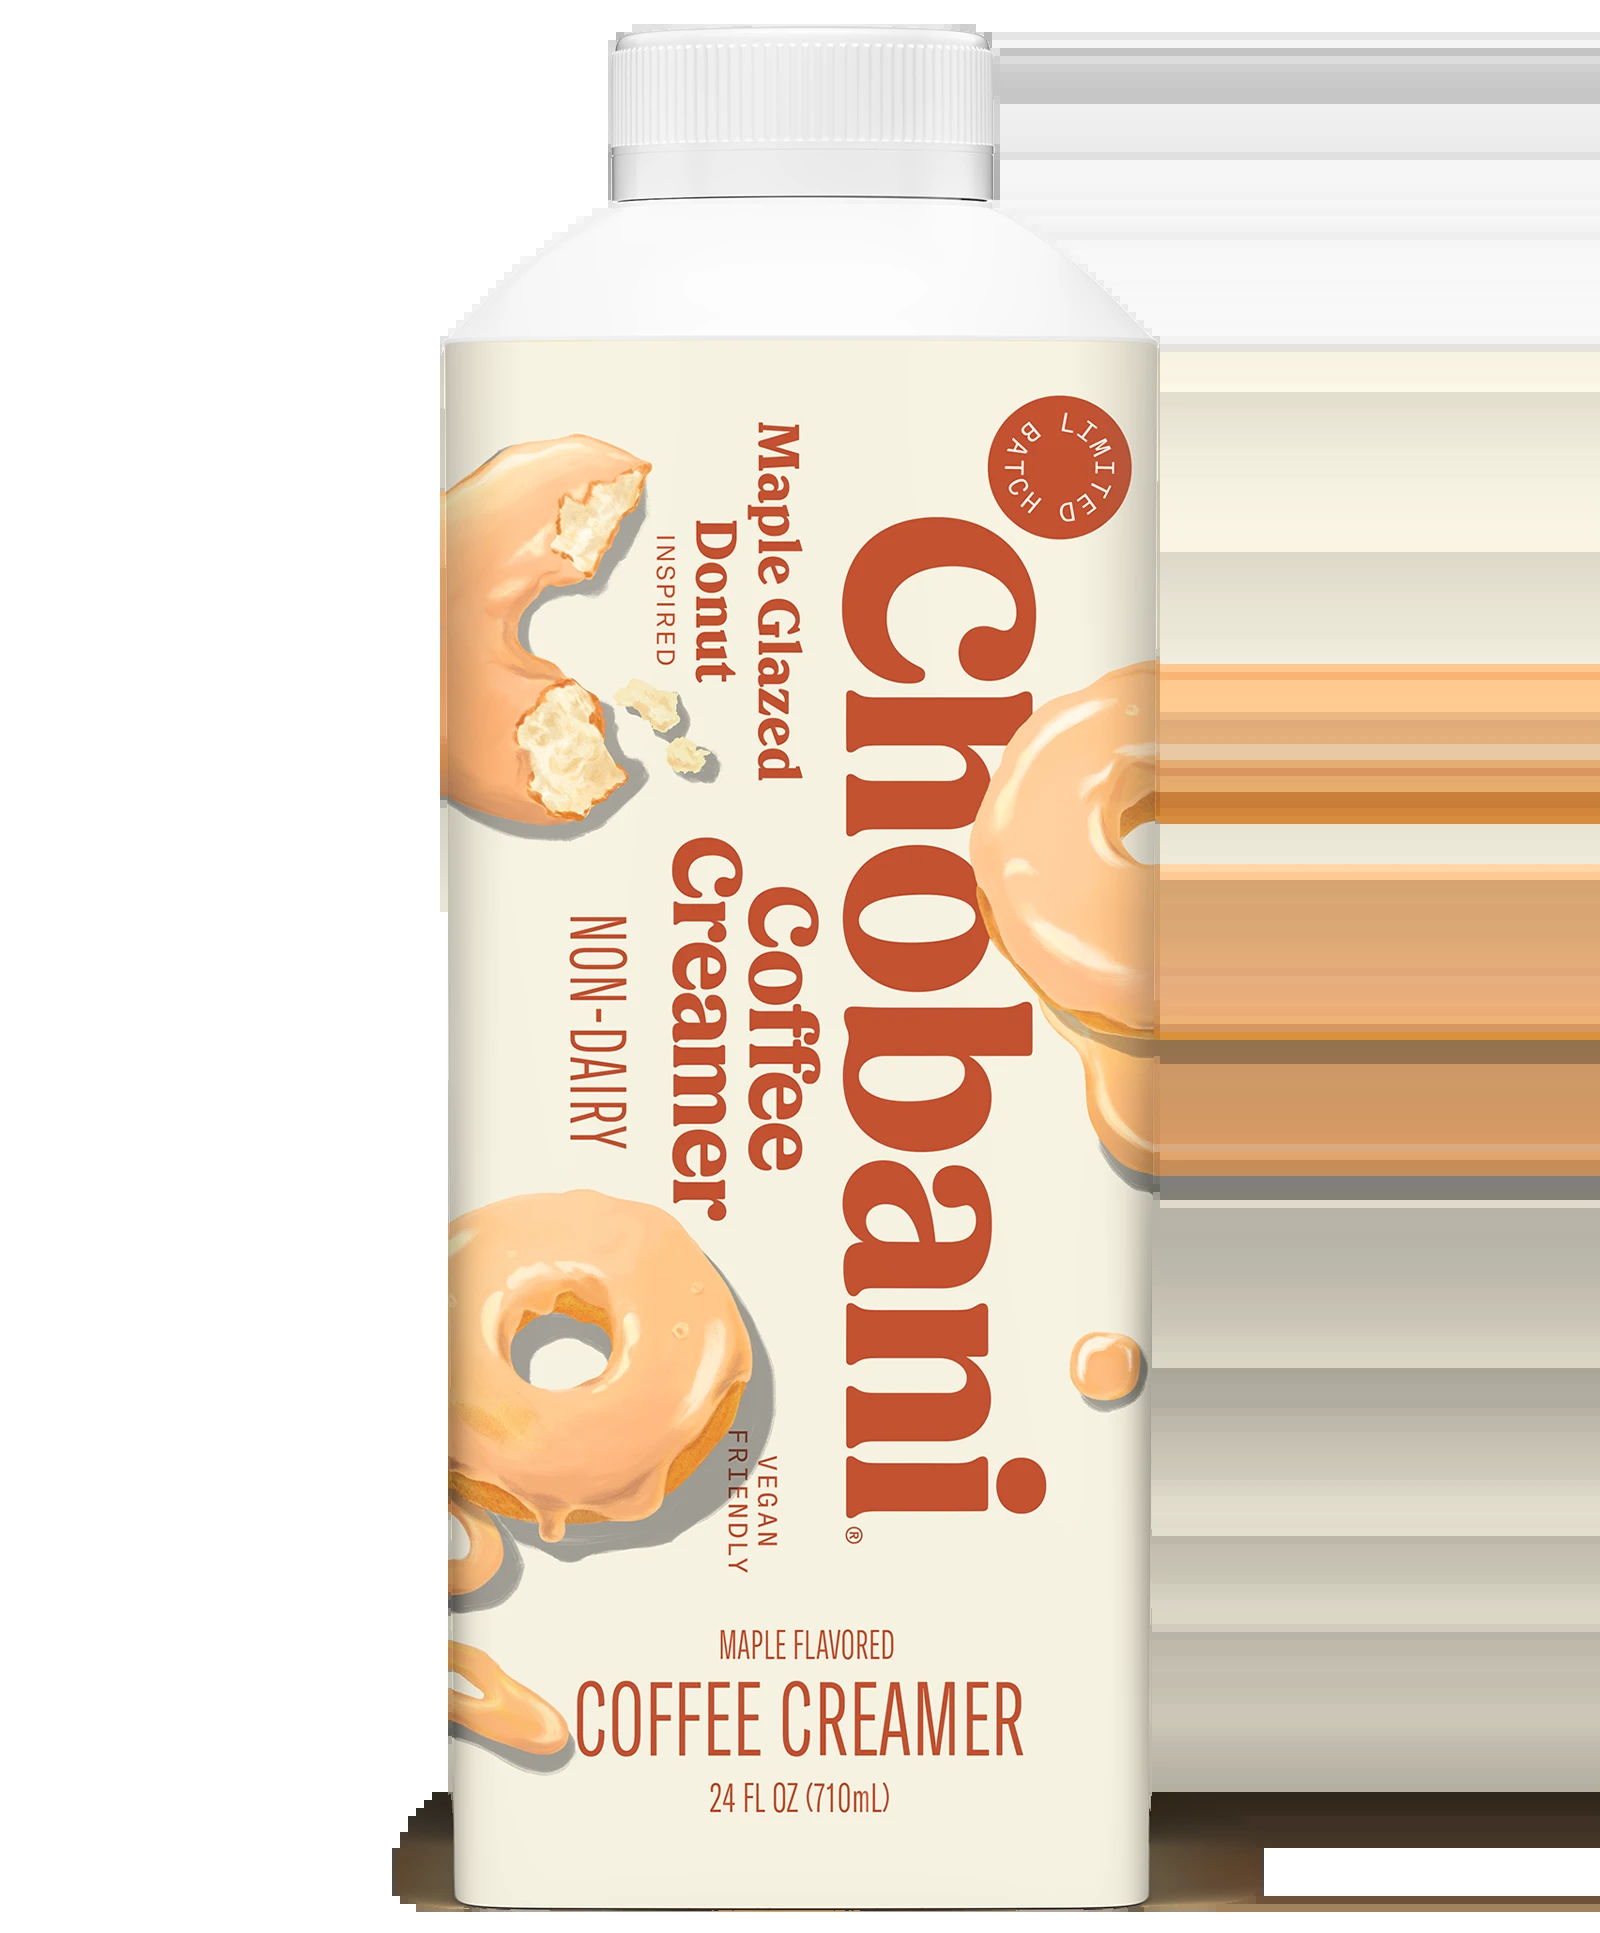 LIMITED BATCH
Chobani®
Maple Glazed
Donut
INSPIRED
Coffee
Creamer
NON-DAIRY
VEGAN
FRIENDLY
MAPLE FLAVORED
COFFEE CREAMER
24 FL OZ (710mL)